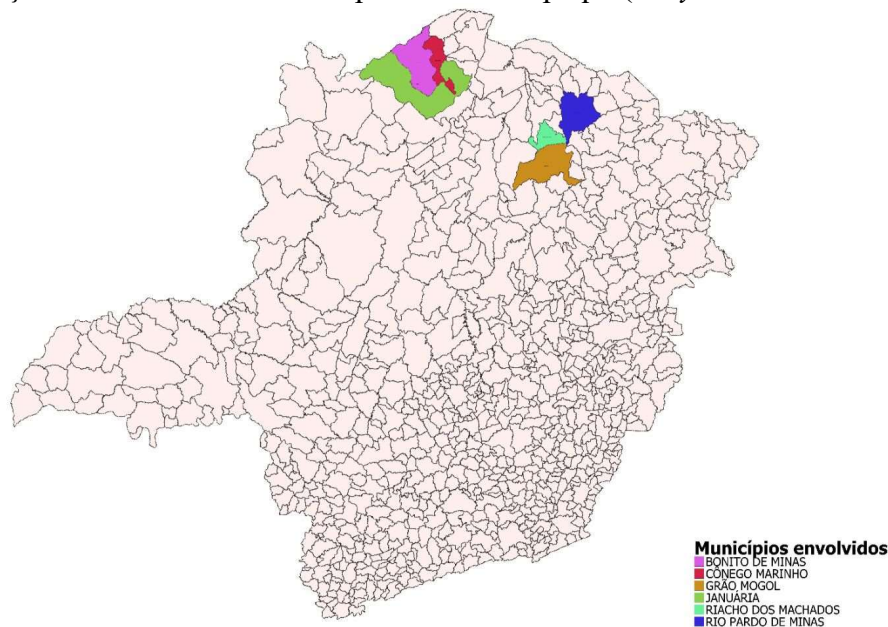 Municípios envolvidos
BONITO DE MINAS
CÔNEGO MARINHO
GRÃO MOGOL
JANUÁRIA
RIACHO DOS MACHADOS
RIO PARDO DE MINAS